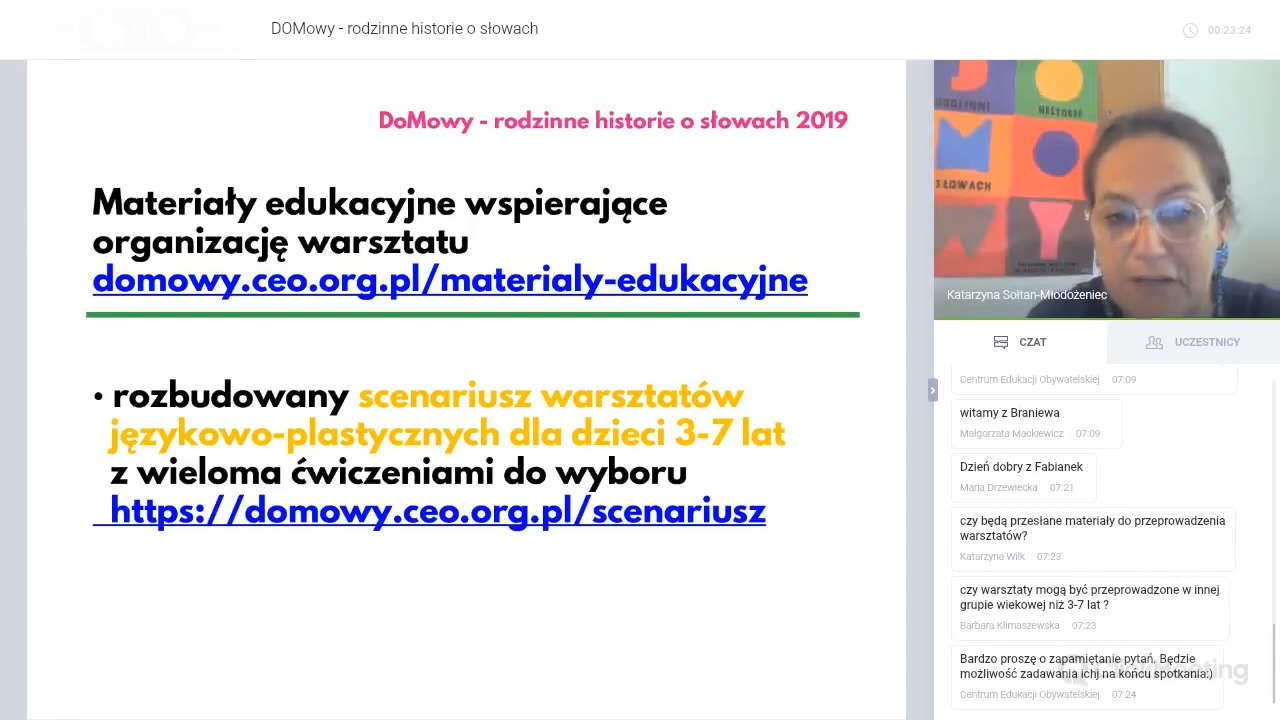 CEO
DOMowy - rodzinne historie o słowach
00:23:24
DoMowy - rodzinne historie o słowach 2019
Materiały edukacyjne wspierające
organizację warsztatu
domowy.ceo.org.pl/materialy-edukacyjne
• rozbudowany scenariusz warsztatów
językowo-plastycznych dla dzieci 3-7 lat
z wieloma ćwiczeniami do wyboru
https://domowy.ceo.org.pl/scenariusz
HISTORIE
SŁOWACH
Katarzyna Sołtan-Młodożeniec
CZAT
UCZESTNICY
Centrum Edukacji Obywatelskiej 07:09
witamy z Braniewa
Małgorzata Mackiewicz 07:09
Dzień dobry z Fabianek
Maria Drzewiecka 07:21
czy będą przesłane materiały do przeprowadzenia
warsztatów?
Katarzyna Wilk 07:23
czy warsztaty mogą być przeprowadzone w innej
grupie wiekowej niż 3-7 lat ?
Barbara Klimaszewska 07:23
Bardzo proszę o zapamiętanie pytań. Będzie
możliwość zadawania ichj na końcu spotkania:)
Centrum Edukacji Obywatelskiej 07:24
ClickMeeting